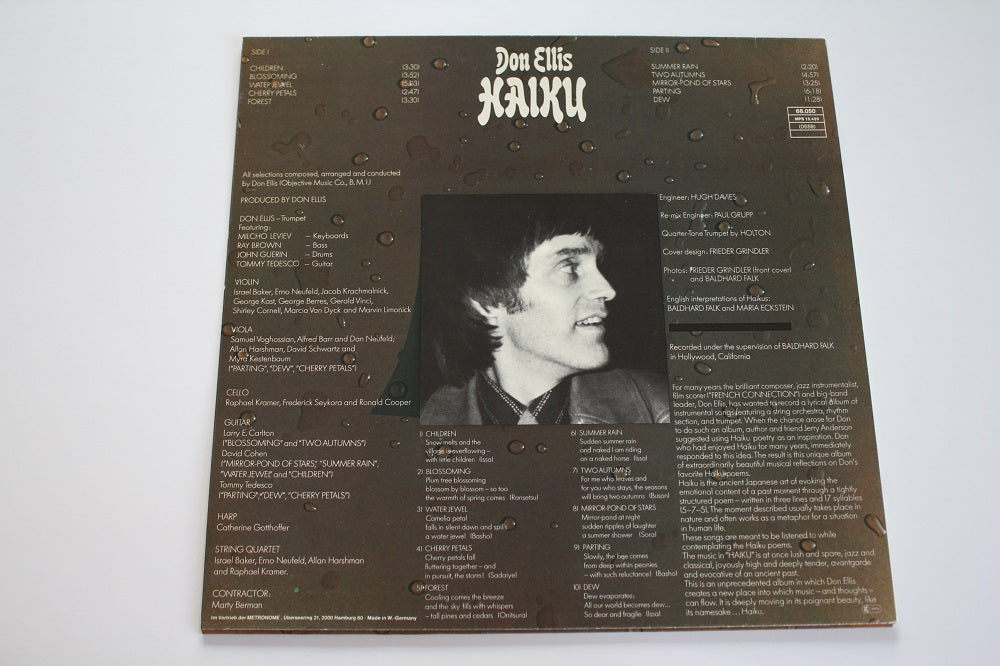 SIDE I
CHILDREN (3:30)
BLOSSOMING (3:52)
WATER JEWEL
CHERRY PETALS (2:47)
FOREST (3:30)
Don Ellis
HAIKU
SIDE II
SUMMER RAIN (2:20)
TWO AUTUMNS (4:57)
MIRROR-POND OF STARS (3:25)
PARTING (6:18)
DEW (1:28)
68.050
MPS 15.420
(0559)
All selections composed, arranged and conducted
by Don Ellis (Objective Music Co., B.M.I.)
PRODUCED BY DON ELLIS
DON ELLIS – Trumpet
Featuring:
MILCHO LEVIEV – Keyboards
RAY BROWN – Bass
JOHN GUERIN – Drums
TOMMY TEDESCO – Guitar
VIOLIN
Israel Baker, Erno Neufeld, Jacob Krachmalnick,
George Kast, George Berres, Gerald Vinci,
Shirley Cornell, Marcia Van Dyck and Marvin Limonick
VIOLA
Samuel Voghossian, Alfred Barr and Dan Neufeld;
Allan Harshman, David Schwartz and
Myra Kestenbaum
("PARTING", "DEW", "CHERRY PETALS")
CELLO
Raphael Kramer, Frederick Seykora and Ronald Cooper
GUITAR
Larry E. Carlton
("BLOSSOMING" and "TWO AUTUMNS")
David Cohen
("MIRROR-POND OF STARS", "SUMMER RAIN",
"WATER JEWEL" and "CHILDREN")
Tommy Tedesco
("PARTING", "DEW", "CHERRY PETALS")
HARP
Catherine Gotthoffer
STRING QUARTET
Israel Baker, Erno Neufeld, Allan Harshman
and Raphael Kramer.
CONTRACTOR:
Marty Berman
Im Vertrieb der METRONOME. Überseering 21, 2000 Hamburg 60 · Made in W.-Germany
1) CHILDREN
Snow melts and the
village is overflowing –
with little children (Issa)
2) BLOSSOMING
Plum tree blossoming
blossom by blossom – so too
the warmth of spring comes (Ransetsu)
3) WATER JEWEL
Camelia petal
falls in silent dawn and spills
a water jewel (Basho)
4) CHERRY PETALS
Cherry petals fall
fluttering together – and
in pursuit, the storm! (Sadaiye)
5) FOREST
Cooling comes the breeze
and the sky fills with whispers
– tall pines and cedars (Onitsura)
6) SUMMER RAIN
Sudden summer rain
and naked I am riding
on a naked horse (Issa)
7) TWO AUTUMNS
For me who leaves and
for you who stays, the seasons
will bring two autumns (Buson)
8) MIRROR-POND OF STARS
Mirror-pond at night
sudden ripples of laughter
a summer shower (Sora)
9) PARTING
Slowly, the bee comes
from deep within peonies
– with such reluctance! (Basho)
10) DEW
Dew evaporates:
All our world becomes dew...
So dear and fragile (Issa)
Engineer: HUGH DAVIES
Re-mix Engineer: PAUL GRUPP
Quarter-Tone Trumpet by HOLTON
Cover design: FRIEDER GRINDLER
Photos: FRIEDER GRINDLER (front cover)
and BALDHARD FALK
English interpretations of Haikus:
BALDHARD FALK and MARIA ECKSTEIN
Recorded under the supervision of BALDHARD FALK
in Hollywood, California
For many years the brilliant composer, jazz instrumentalist,
film scorer ("FRENCH CONNECTION") and big-band
leader, Don Ellis, has wanted to record a lyrical album of
instrumental songs featuring a string orchestra, rhythm
section, and trumpet. When the chance arose for Don
to do such an album, author and friend Jerry Anderson
suggested using Haiku poetry as an inspiration. Don
who had enjoyed Haiku for many years, immediately
responded to this idea. The result is this unique album
of extraordinarily beautiful musical reflections on Don's
favorite Haiku poems.
Haiku is the ancient Japanese art of evoking the
emotional content of a past moment through a tightly
structured poem – written in three lines and 17 syllables
(5-7-5). The moment described usually takes place in
nature and often works as a metaphor for a situation
in human life.
These songs are meant to be listened to while
contemplating the Haiku poems.
The music in "HAIKU" is at once lush and spare, jazz and
classical, joyously high and deeply tender, avantgarde
and evocative of an ancient past.
This is an unprecedented album in which Don Ellis
creates a new place into which music – and thoughts –
can flow. It is deeply moving in its poignant beauty, like
its namesake... Haiku.